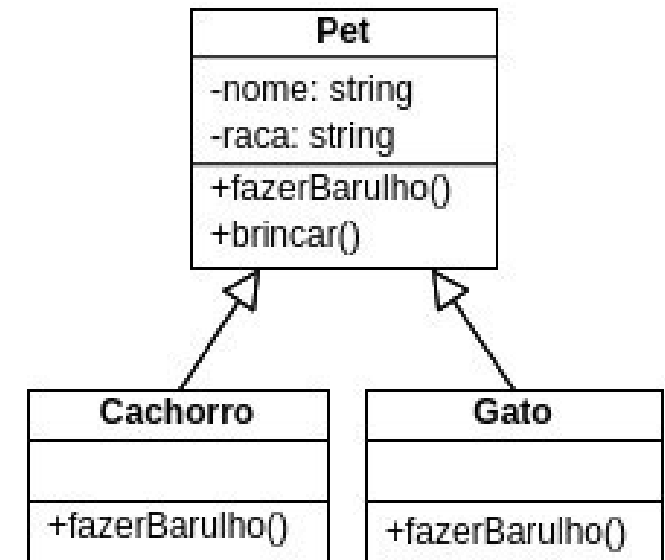 Pet
-nome: string
-raca: string
+fazerBarulho()
+brincar()
Cachorro
+fazerBarulho()
Gato
+fazerBarulho()